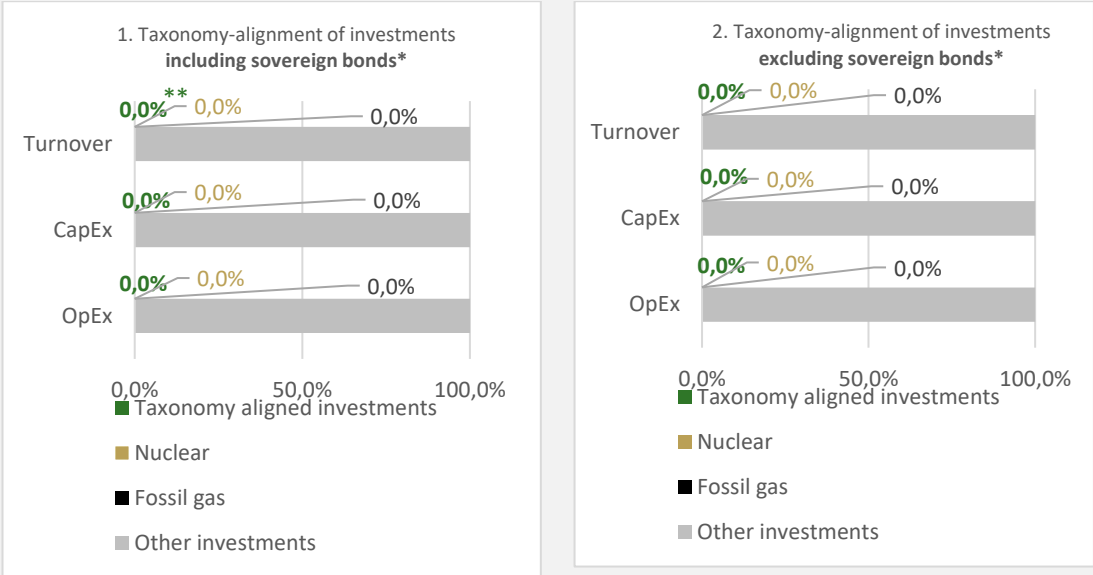 1. Taxonomy-alignment of investments
including sovereign bonds*
0,0%** 0,0% 0,0%
Turnover
0,0% 0,0% 0,0%
CapEx
0,0% 0,0% 0,0%
OpEx
0,0% 50,0% 100,0%
Taxonomy aligned investments
Nuclear
Fossil gas
Other investments
2. Taxonomy-alignment of investments
excluding sovereign bonds*
0,0% 0,0% 0,0%
Turnover
0,0% 0,0% 0,0%
CapEx
0,0% 0,0% 0,0%
OpEx
0,0% 50,0% 100,0%
Taxonomy aligned investments
Nuclear
Fossil gas
Other investments